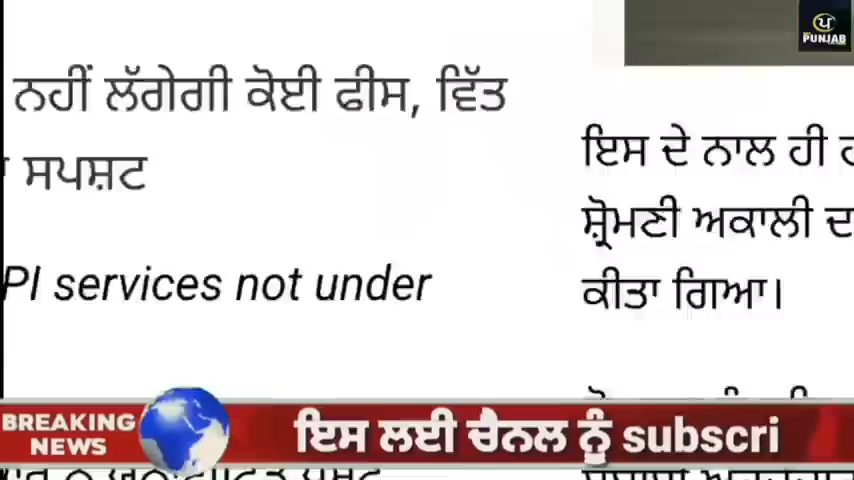 ਨਹੀਂ ਲੱਗੇਗੀ ਕੋਈ ਫੀਸ, ਵਿੱਤ
ਸਪਸ਼ਟ
PI services not under
PUNJAB
ਇਸ ਦੇ ਨਾਲ ਹੀ
ਸ਼੍ਰੋਮਣੀ ਅਕਾਲੀ ਦ
ਕੀਤਾ ਗਿਆ।
BREAKING
NEWS
ਇਸ ਲਈ ਚੈਨਲ ਨੂੰ subscri